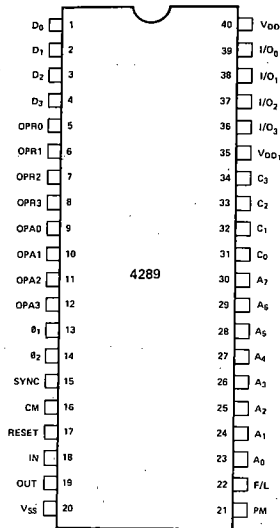 D₀ 1 40 VDD
D₁ 2 39 I/O₀
D₂ 3 38 I/O₁
D₃ 4 37 I/O₂
OPR0 5 36 I/O₃
OPR1 6 35 VDD₁
OPR2 7 34 C₃
OPR3 8 33 C₂
OPA0 9 32 C₁
OPA1 10 31 C₀
4289
OPA2 11 30 A₇
OPA3 12 29 A₆
ø₁ 13 28 A₅
ø₂ 14 27 A₄
SYNC 15 26 A₃
CM 16 25 A₂
RESET 17 24 A₁
IN 18 23 A₀
OUT 19 22 F/L
VSS 20 21 PM